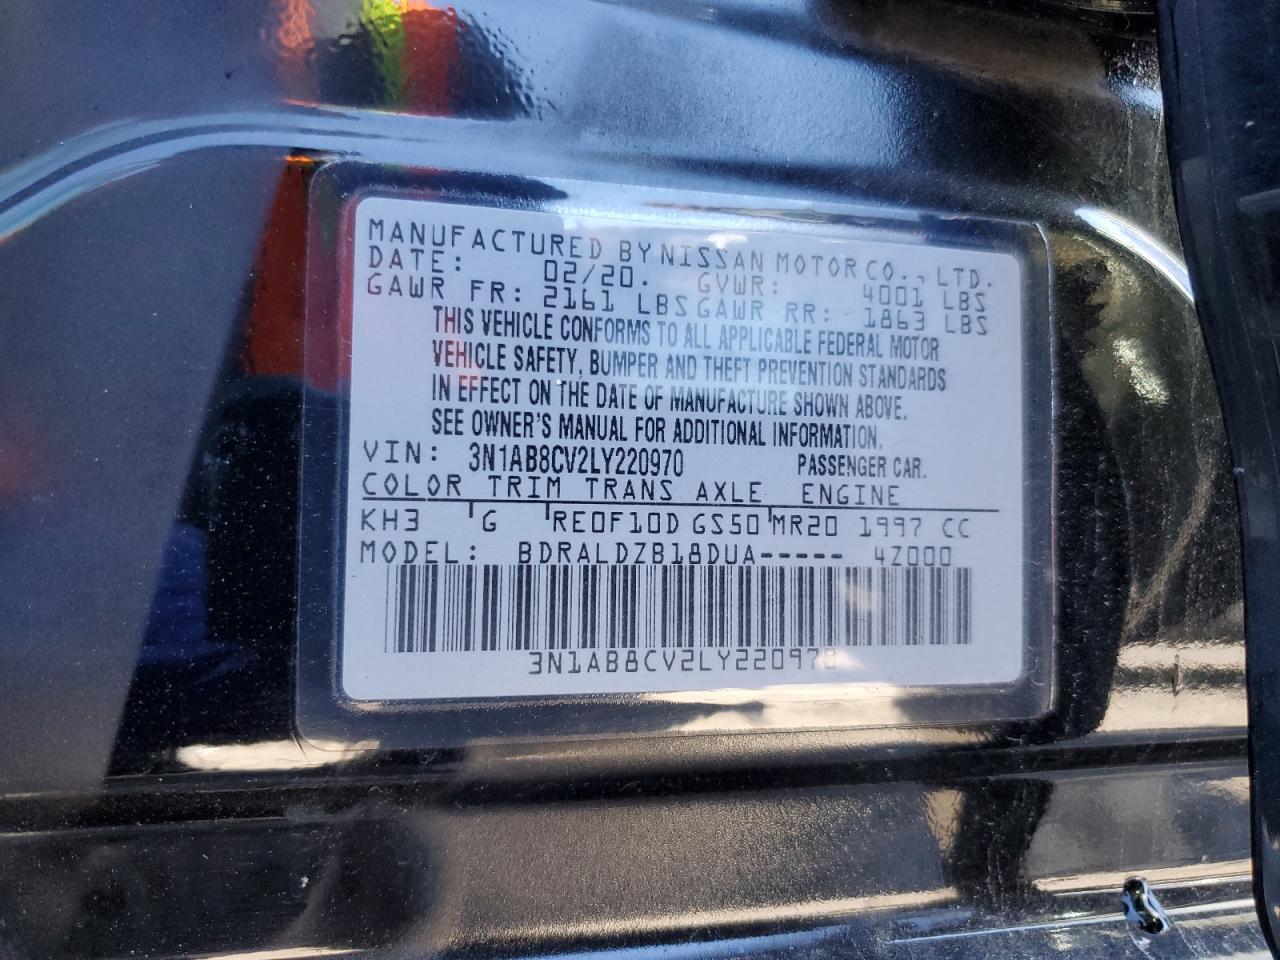 MANUFACTURED BY NISSAN MOTOR CO., LTD.
DATE: 02/20. GVWR: 4001 LBS
GAWR FR: 2161 LBS GAWR RR: 1863 LBS
THIS VEHICLE CONFORMS TO ALL APPLICABLE FEDERAL MOTOR
VEHICLE SAFETY, BUMPER AND THEFT PREVENTION STANDARDS
IN EFFECT ON THE DATE OF MANUFACTURE SHOWN ABOVE.
SEE OWNER'S MANUAL FOR ADDITIONAL INFORMATION.
VIN: 3N1AB8CV2LY220970 PASSENGER CAR.
COLOR TRIM TRANS AXLE ENGINE
KH3 G RE0F10D GS50 MR20 1997 CC
MODEL: BDRALDZB18DUA----- 4Z000
3N1AB8CV2LY220970